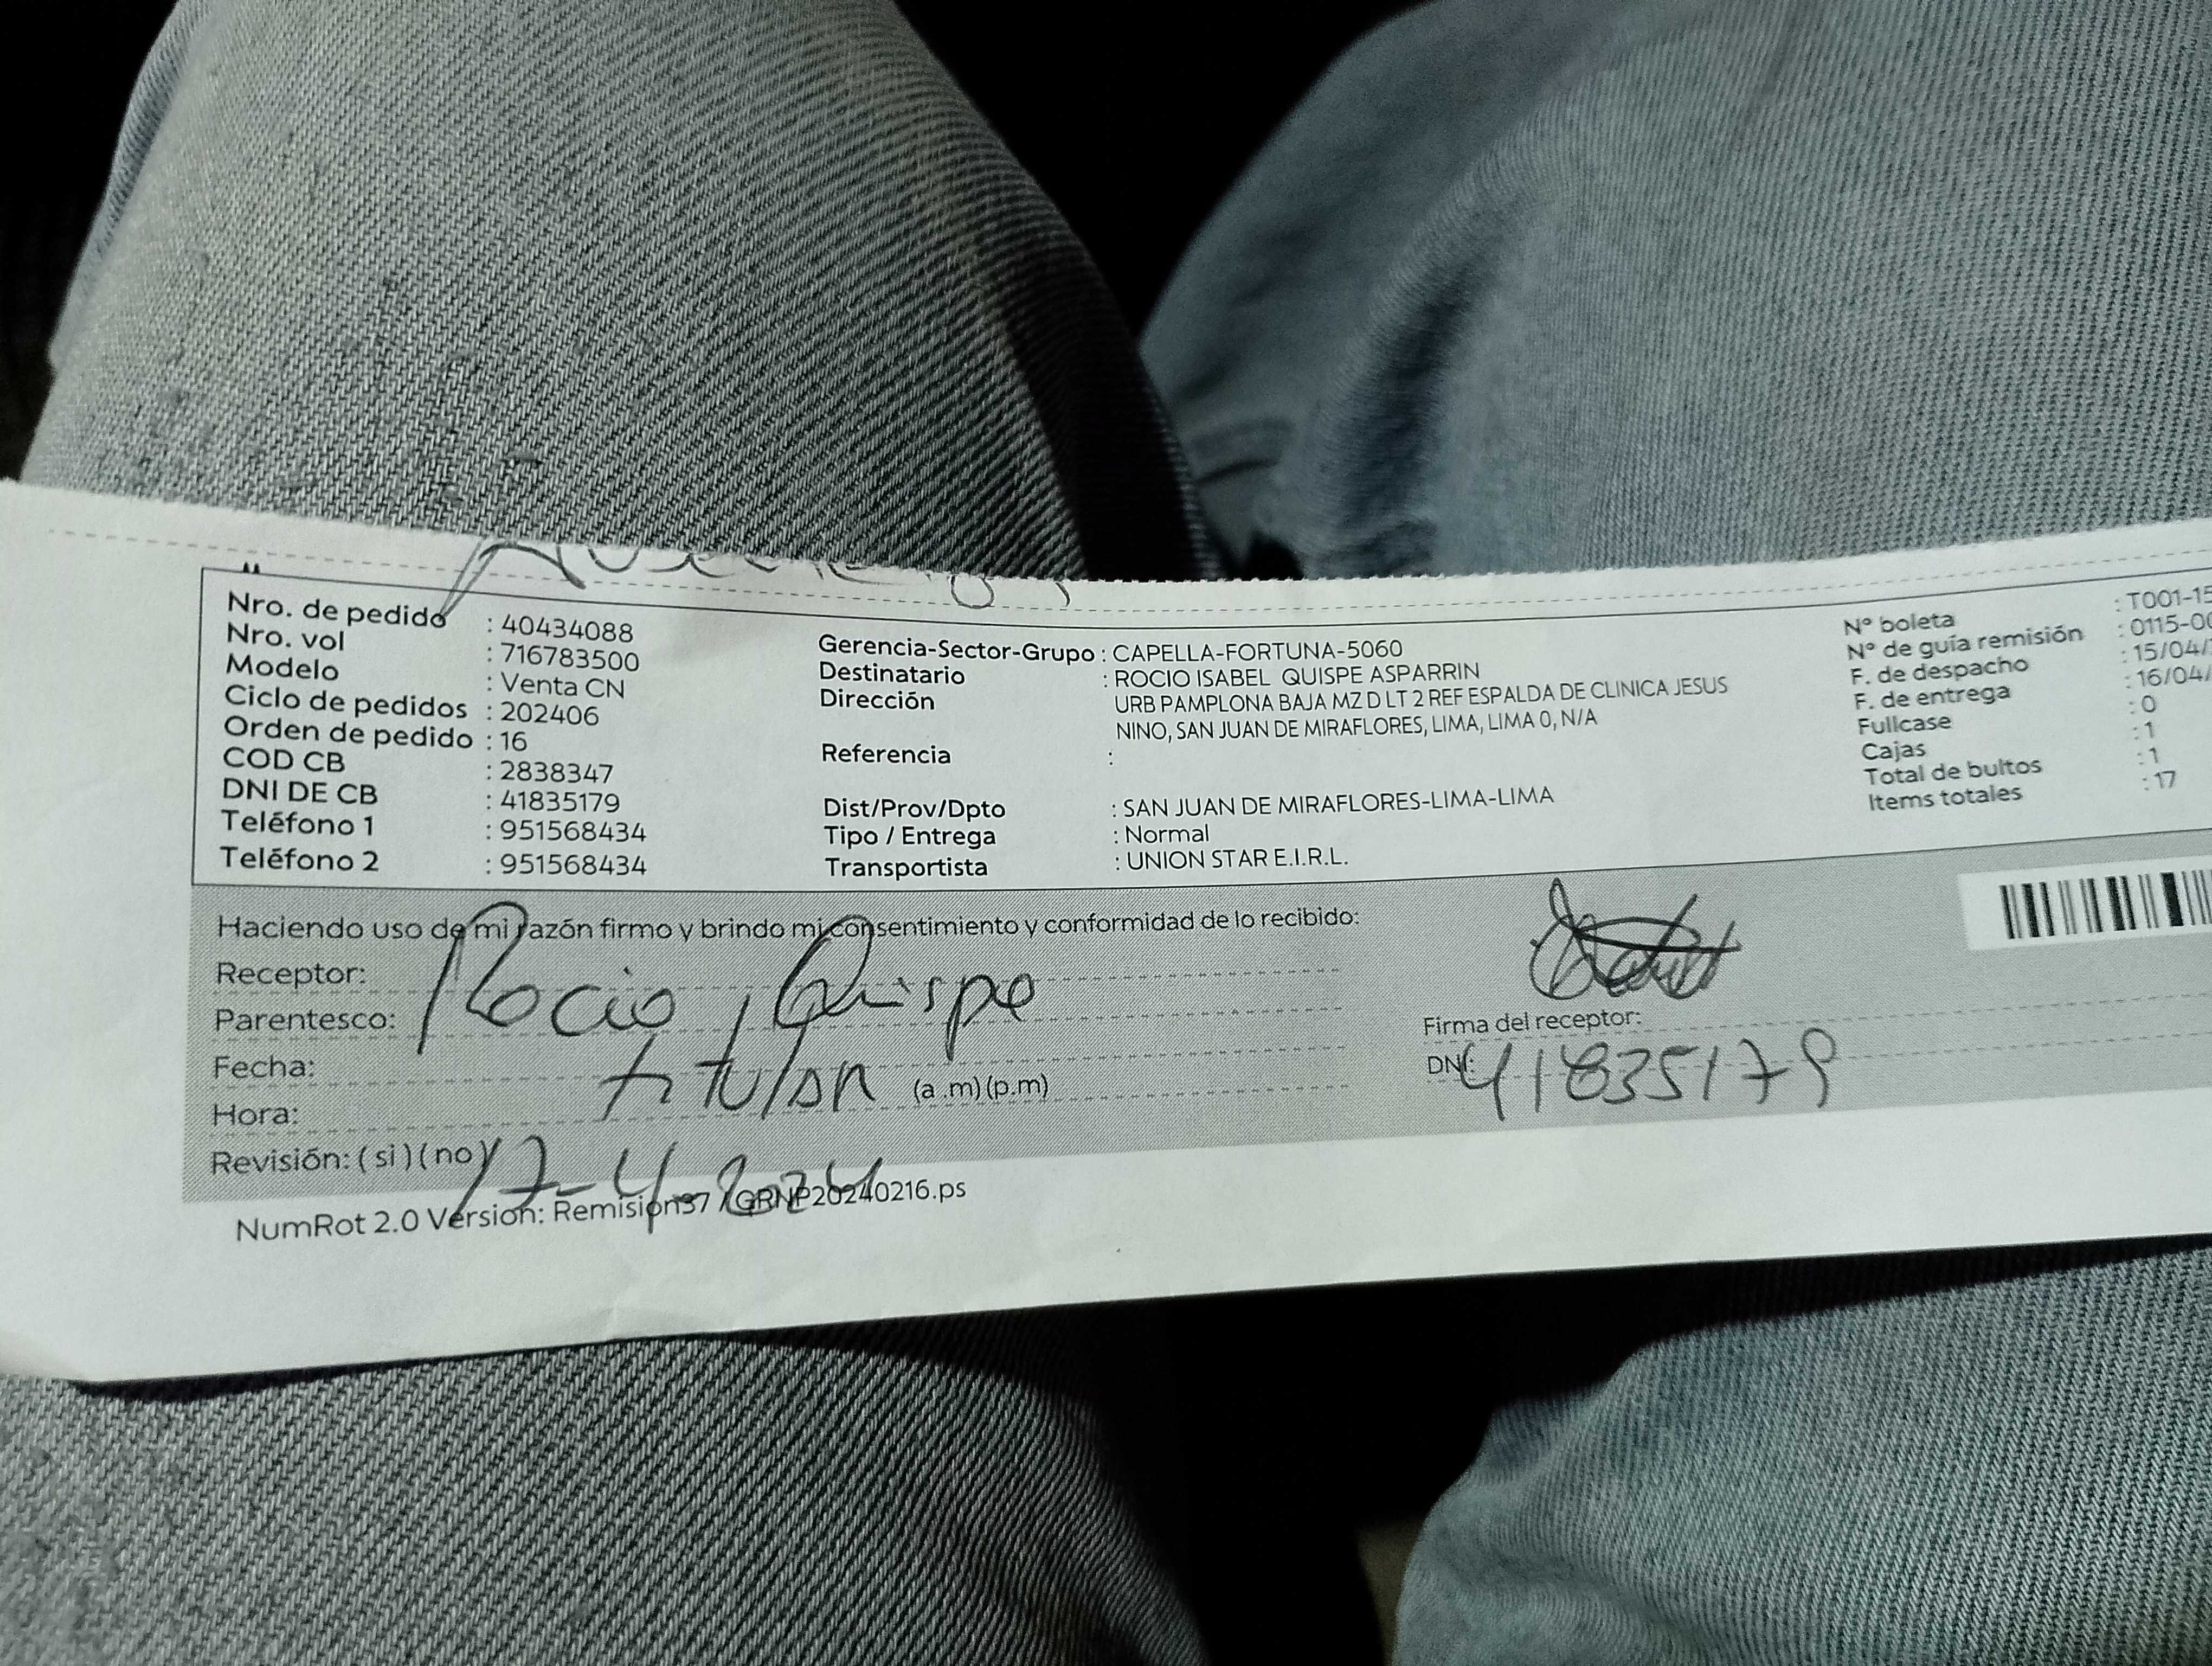 Nro. de pedido : 40434088
Nro. vol : 716783500
Modelo : Venta CN
Ciclo de pedidos : 202406
Orden de pedido : 16
COD CB : 2838347
DNI DE CB : 41835179
Teléfono 1 : 951568434
Teléfono 2 : 951568434
Gerencia-Sector-Grupo : CAPELLA-FORTUNA-5060
Destinatario : ROCIO ISABEL QUISPE ASPARRIN
Dirección URB PAMPLONA BAJA MZ D LT 2 REF ESPALDA DE CLINICA JESUS
NINO, SAN JUAN DE MIRAFLORES, LIMA, LIMA 0, N/A
Referencia :
Dist/Prov/Dpto : SAN JUAN DE MIRAFLORES-LIMA-LIMA
Tipo / Entrega : Normal
Transportista : UNION STAR E.I.R.L.
N° boleta : T001-15
N° de guía remisión : 0115-00
F. de despacho : 15/04/
F. de entrega : 16/04/
Fullcase : 0
Cajas : 1
Total de bultos : 1
Items totales : 17
Haciendo uso de mi razón firmo y brindo mi consentimiento y conformidad de lo recibido:
Receptor: Rocio Quispe
Parentesco:
Fecha: titular
Hora: (a .m) (p.m)
Revisión: ( si ) ( no ) 17-4-2024
Firma del receptor:
DNI: 41835179
NumRot 2.0 Version: Remision37 /GRNP20240216.ps